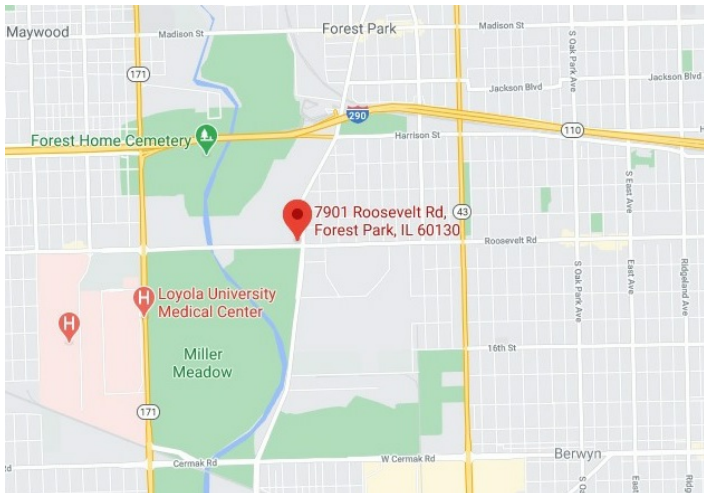 Maywood
Madison St
Forest Park
Madison St
171
S Oak Park Ave
Jackson Blvd
Jackson Blvd
290
Forest Home Cemetery
Harrison St
110
H
S East Ave
7901 Roosevelt Rd,
Forest Park, IL 60130
43
Roosevelt Rd
S Oak Park Ave
East Ave
Ridgeland Ave
H
Loyola University
Medical Center
H
Miller
Meadow
16th St
171
Cermak Rd
W Cermak Rd
Berwyn
Rd
S Oa